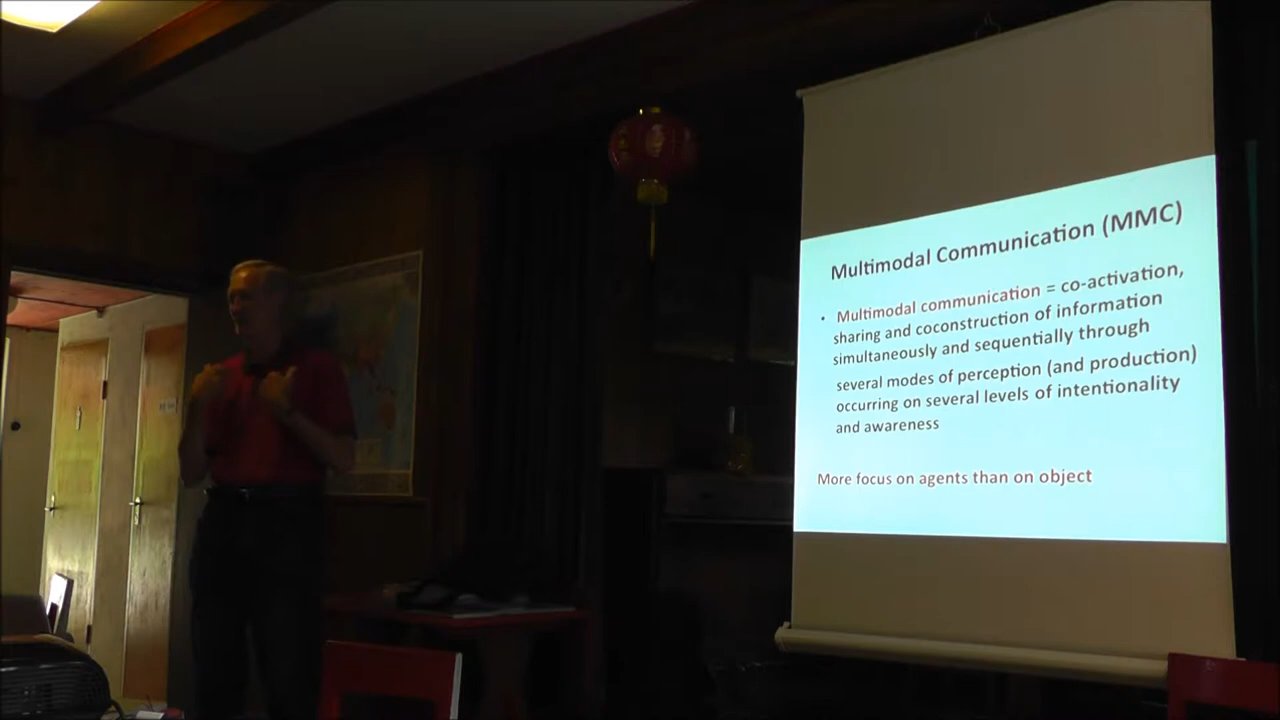 Multimodal Communication (MMC)
• Multimodal communication = co-activation,
sharing and coconstruction of information
simultaneously and sequentially through
several modes of perception (and production)
occurring on several levels of intentionality
and awareness
More focus on agents than on object